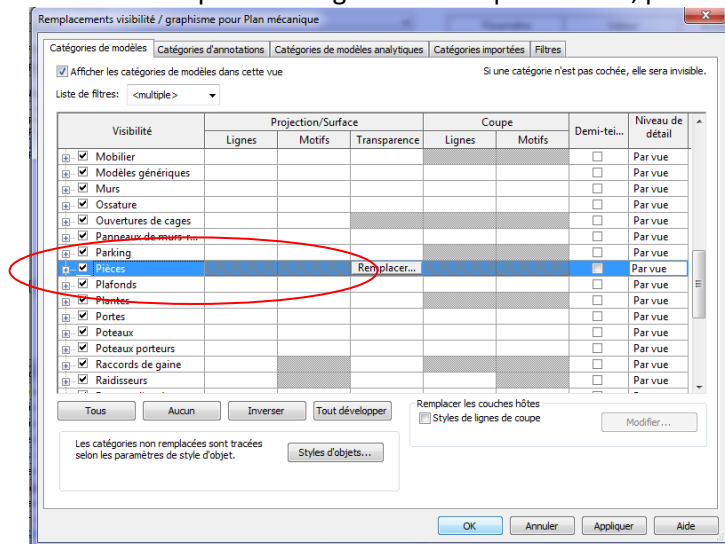 Remplacements visibilité / graphisme pour Plan mécanique
Catégories de modèles Catégories d'annotations Catégories de modèles analytiques Catégories importées Filtres
Afficher les catégories de modèles dans cette vue Si une catégorie n'est pas cochée, elle sera invisible.
Liste de filtres: <multiple>
Visibilité Projection/Surface Coupe Demi-tei... Niveau de détail
Lignes Motifs Transparence Lignes Motifs
Mobilier Par vue
Modèles génériques Par vue
Murs Par vue
Ossature Par vue
Ouvertures de cages Par vue
Panneaux de murs-r... Par vue
Parking Par vue
Pièces Remplacer... Par vue
Plafonds Par vue
Plantes Par vue
Portes Par vue
Poteaux Par vue
Poteaux porteurs Par vue
Raccords de gaine Par vue
Raidisseurs Par vue
Tous Aucun Inverser Tout développer
Remplacer les couches hôtes
Styles de lignes de coupe
Modifier...
Les catégories non remplacées sont tracées
selon les paramètres de style d'objet.
Styles d'objets...
OK Annuler Appliquer Aide